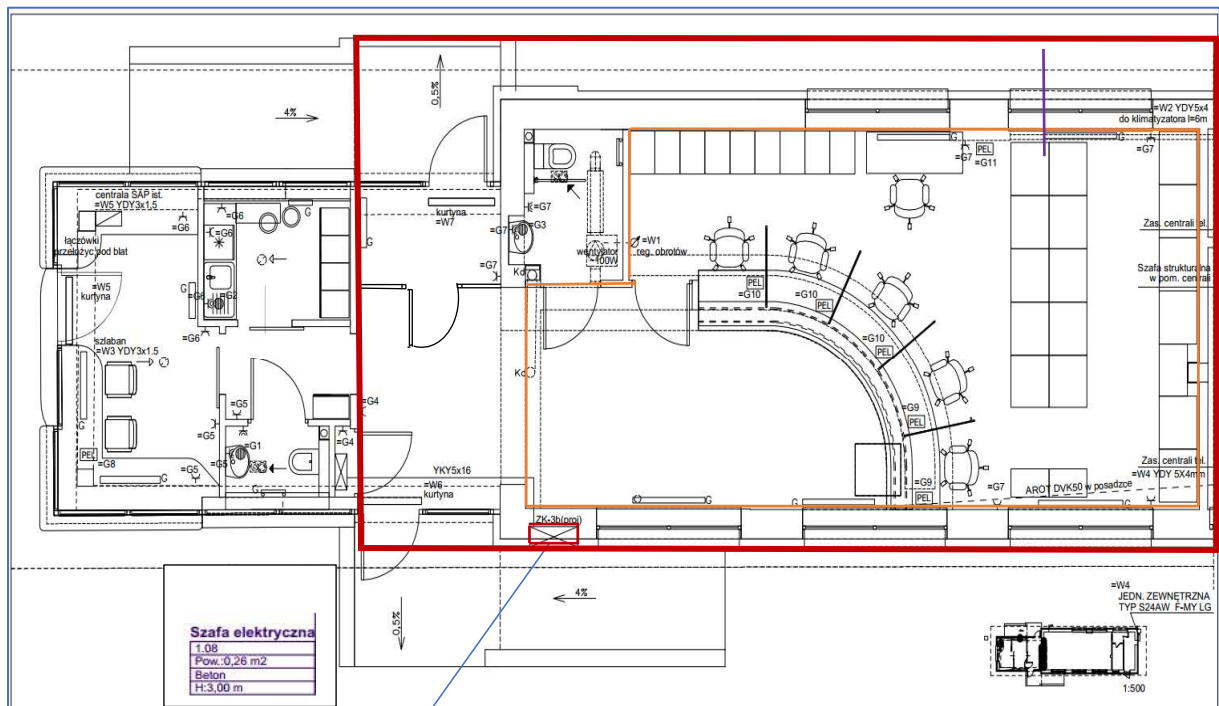 0,5%
4%
=W2 YDY5x4
do klimatyzatora l=6m
centrala SAP ist.
=W5 YDY3x1,5
=G6
=G6
=G6
łączówki
przełożyć pod blat
=W5
kurtyna
=G6
=G2
=G6
szlaban
=W3 YDY3x1.5
G
G
kurtyna
=W7
G
=G7
=G7
=G3
Kd
wentylator
~100W
=W1
reg. obrotów
G
=G7
PEL
=G11
G
=G7
Zas. centrali tel.
Szafa strukturalna
w pom. centrali
PEL
=G10
=G10
PEL
=G10
PEL
=G9
PEL
=G9
PEL
Kd
=G4
=G4
=G5
=G5
=G1
=G5
=G5
G
PEL
=G8
G
G
YKY5x16
=W6
kurtyna
G
G
=G7
AROT DVK50 w posadzce
G
Zas. centrali tel.
=W4 YDY 5X4mm
ZK-3b(proj)
4%
0,5%
Szafa elektryczna
1.08
Pow.:0,26 m2
Beton
H:3,00 m
=W4
JEDN. ZEWNĘTRZNA
TYP S24AW F-MY LG
1:500